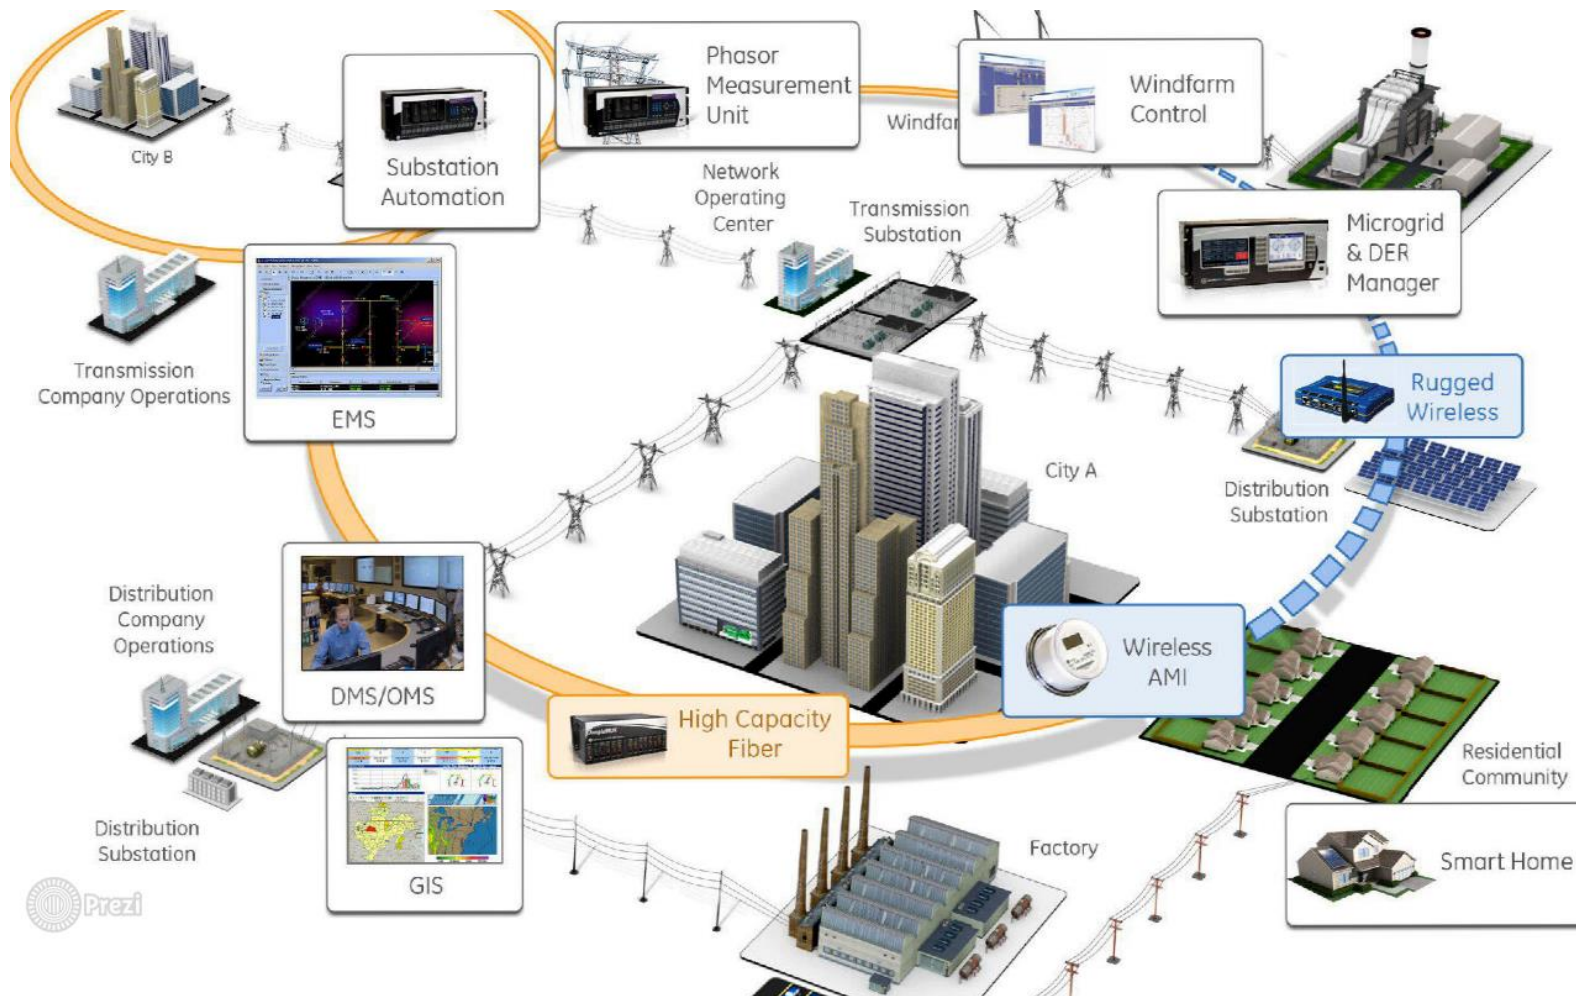 City B
Substation
Automation
Phasor
Measurement
Unit
Windfarm
Control
Network
Operating
Center
Transmission
Substation
Microgrid
& DER
Manager
Transmission
Company Operations
EMS
Rugged
Wireless
City A
Distribution
Substation
Distribution
Company
Operations
DMS/OMS
High Capacity
Fiber
Wireless
AMI
Residential
Community
Distribution
Substation
GIS
Factory
Smart Home
Prezi